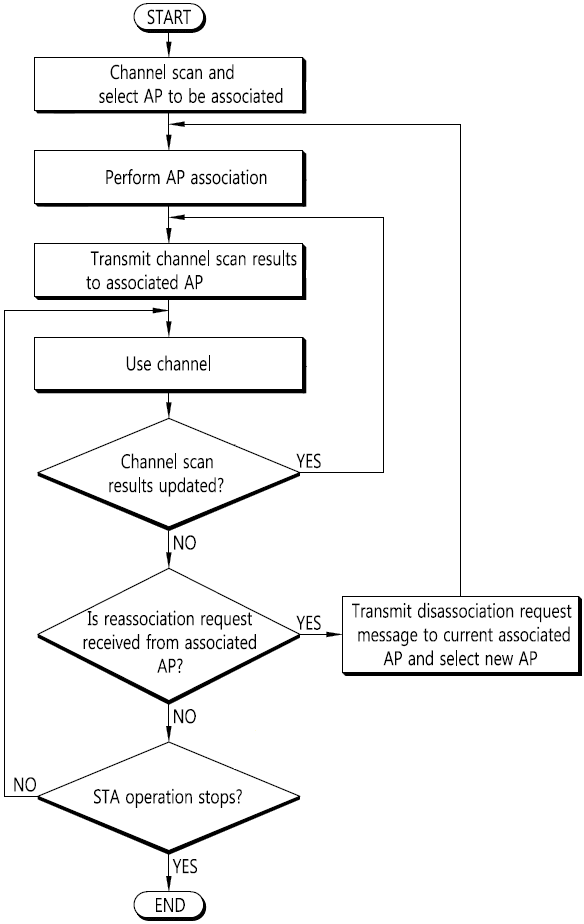 START
Channel scan and
select AP to be associated
Perform AP association
Transmit channel scan results
to associated AP
Use channel
Channel scan
results updated?
YES
NO
Is reassociation request
received from associated
AP?
YES
Transmit disassociation request
message to current associated
AP and select new AP
NO
STA operation stops?
NO
YES
END